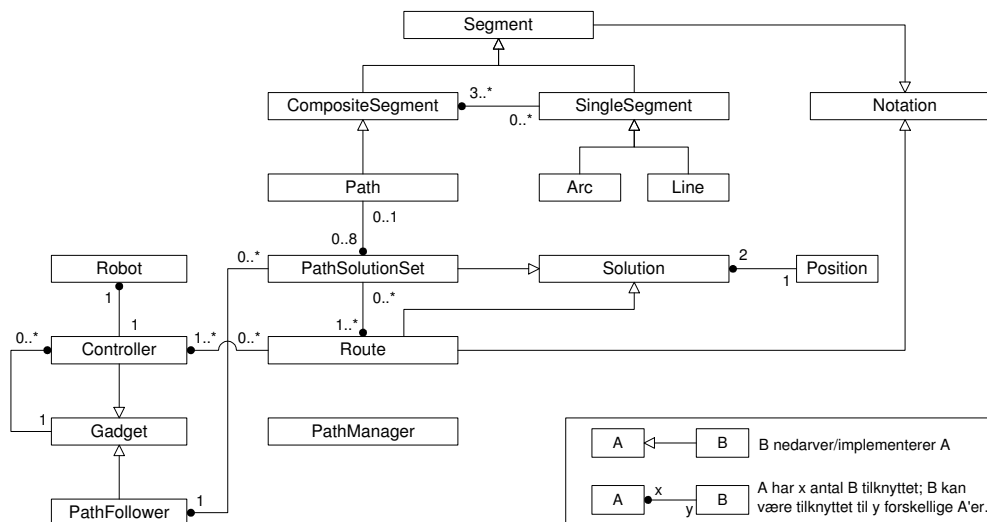 Segment
CompositeSegment
3..*
0..*
SingleSegment
Notation
Path
Arc
Line
0..1
0..8
0..*
Robot
PathSolutionSet
Solution
2
1
Position
1
1
0..*
1..*
0..*
Controller
1..*
0..*
Route
1
Gadget
PathManager
A
B
B nedarver/implementerer A
PathFollower
1
A
x
y
B
A har x antal B tilknyttet; B kan
være tilknyttet til y forskellige A'er.